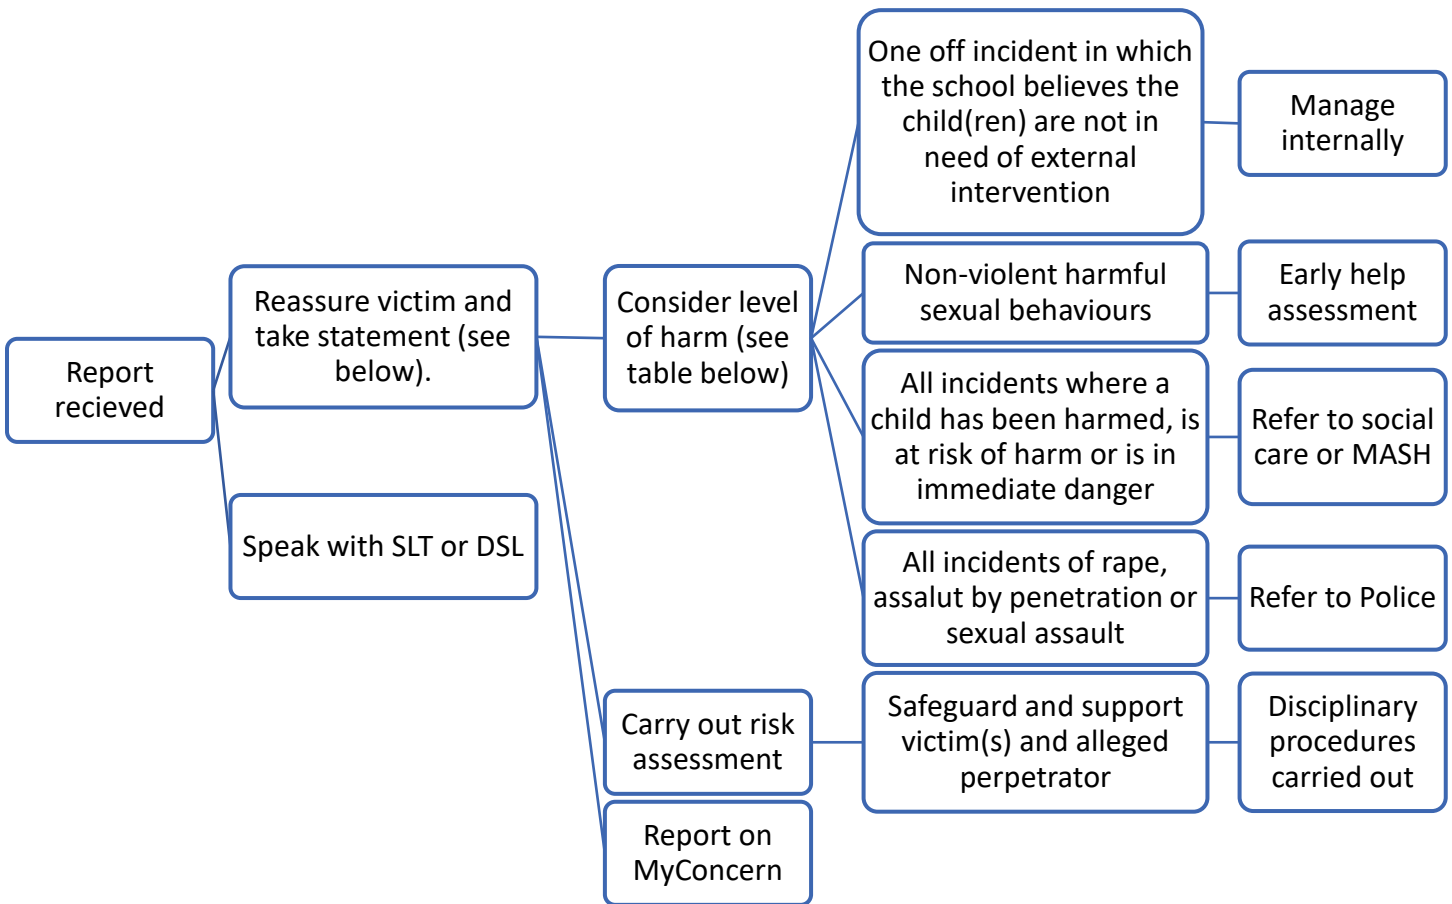 Report
recieved
Reassure victim and
take statement (see
below).
Speak with SLT or DSL
Consider level
of harm (see
table below)
One off incident in which
the school believes the
child(ren) are not in
need of external
intervention
Manage
internally
Non-violent harmful
sexual behaviours
Early help
assessment
All incidents where a
child has been harmed, is
at risk of harm or is in
immediate danger
Refer to social
care or MASH
All incidents of rape,
assalut by penetration or
sexual assault
Refer to Police
Carry out risk
assessment
Safeguard and support
victim(s) and alleged
perpetrator
Disciplinary
procedures
carried out
Report on
MyConcern